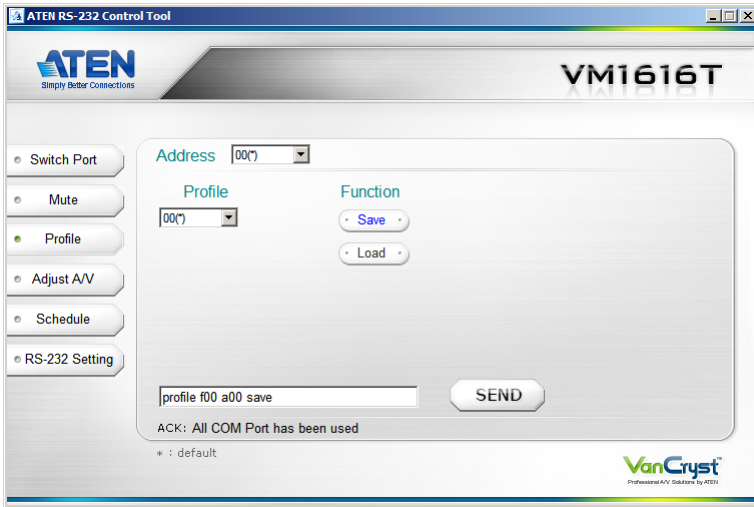 ATEN RS-232 Control Tool
ATEN
Simply Better Connections
VM1616T
Switch Port
Mute
Profile
Adjust A/V
Schedule
RS-232 Setting
Address 00(*)
Profile Function
00(*) Save
Load
profile f00 a00 save SEND
ACK: All COM Port has been used
* : default
VanCryst™
Professional A/V Solutions by ATEN